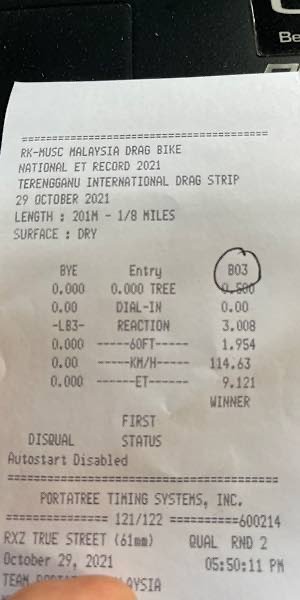 Be
========================================
RK-MUSC MALAYSIA DRAG BIKE
NATIONAL ET RECORD 2021
TERENGGANU INTERNATIONAL DRAG STRIP
29 OCTOBER 2021
LENGTH : 201M - 1/8 MILES
SURFACE : DRY
BYE Entry B03
0.000 0.000 TREE 0.500
0.00 DIAL-IN 0.00
-LB3- REACTION 3.008
0.000 -----60FT----- 1.954
0.00 -----KM/H----- 114.63
0.000 ------ET------ 9.121
WINNER
FIRST
DISQUAL STATUS
Autostart Disabled
========================================
PORTATREE TIMING SYSTEMS, INC.
============= 121/122 ==========600214
RXZ TRUE STREET (61mm) QUAL RND 2
October 29, 2021 05:50:11 PM
TEAM